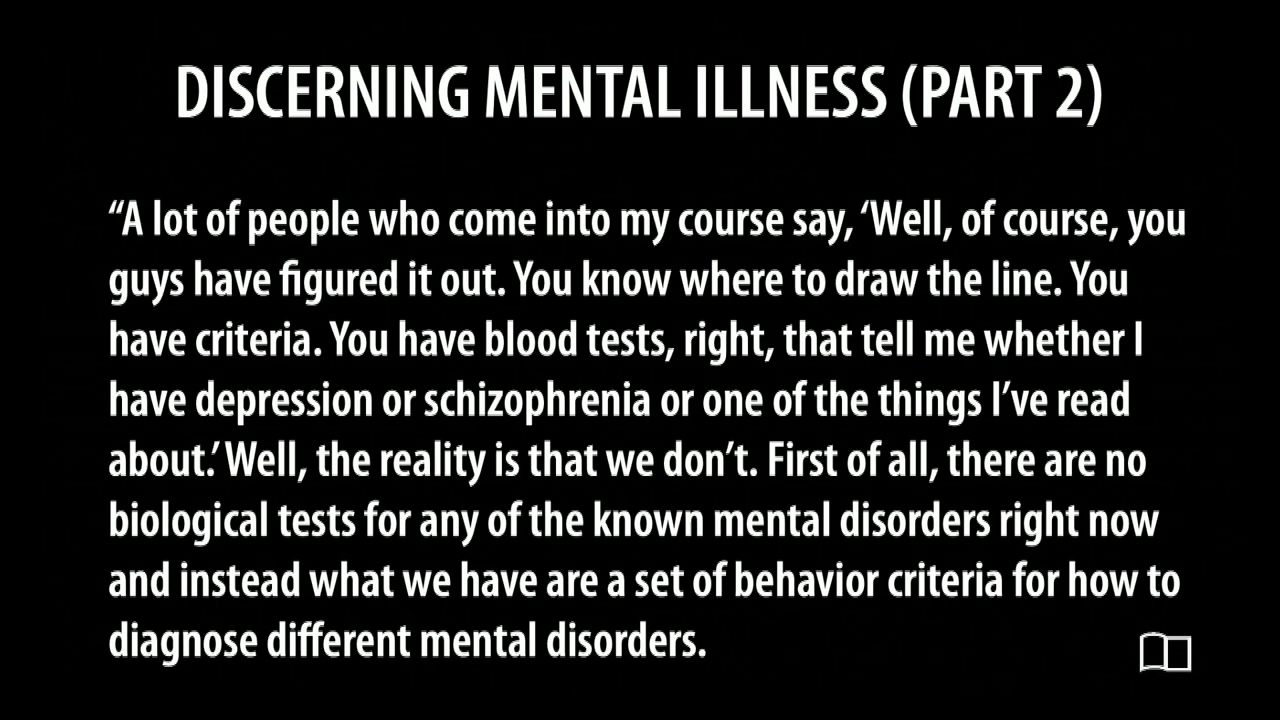 DISCERNING MENTAL ILLNESS (PART 2)
“A lot of people who come into my course say, ‘Well, of course, you
guys have figured it out. You know where to draw the line. You
have criteria. You have blood tests, right, that tell me whether I
have depression or schizophrenia or one of the things I’ve read
about.’ Well, the reality is that we don’t. First of all, there are no
biological tests for any of the known mental disorders right now
and instead what we have are a set of behavior criteria for how to
diagnose different mental disorders.